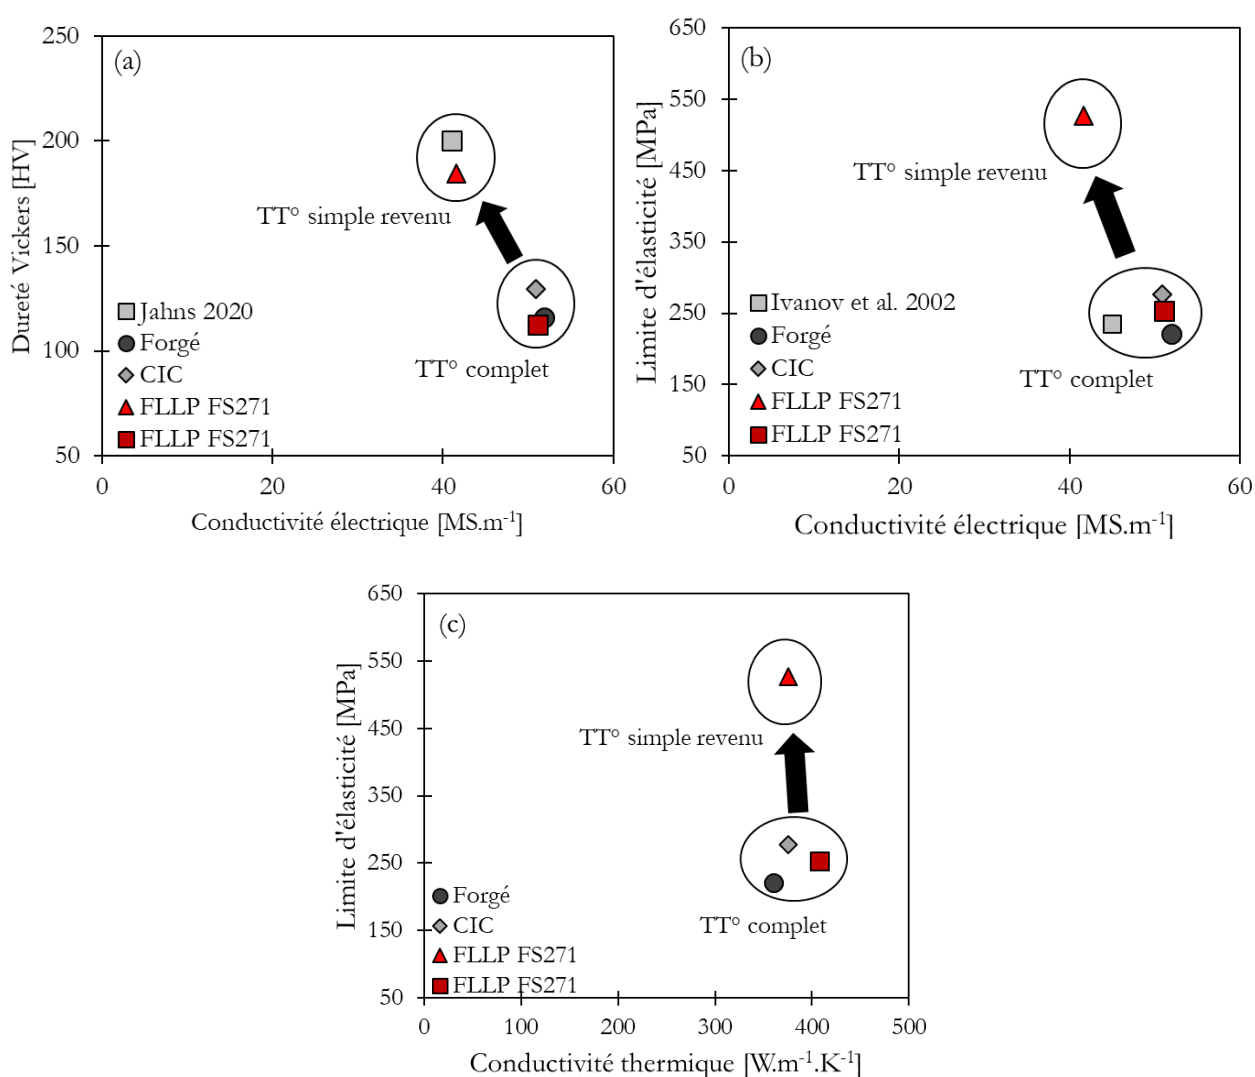 (a)
250
200
150
100
50
Dureté Vickers [HV]
TT° simple revenu
TT° complet
Jahns 2020
Forgé
CIC
FLLP FS271
FLLP FS271
0 20 40 60
Conductivité électrique [MS.m⁻¹]
(b)
650
550
450
350
250
150
50
Limite d'élasticité [MPa]
TT° simple revenu
TT° complet
Ivanov et al. 2002
Forgé
CIC
FLLP FS271
FLLP FS271
0 20 40 60
Conductivité électrique [MS.m⁻¹]
(c)
650
550
450
350
250
150
50
Limite d'élasticité [MPa]
TT° simple revenu
TT° complet
Forgé
CIC
FLLP FS271
FLLP FS271
0 100 200 300 400 500
Conductivité thermique [W.m⁻¹.K⁻¹]